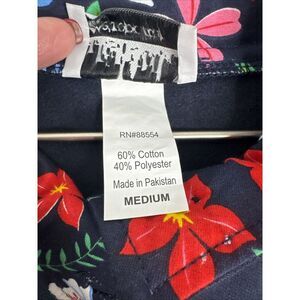 RN#88554
60% Cotton
40% Polyester
Made in Pakistan
MEDIUM